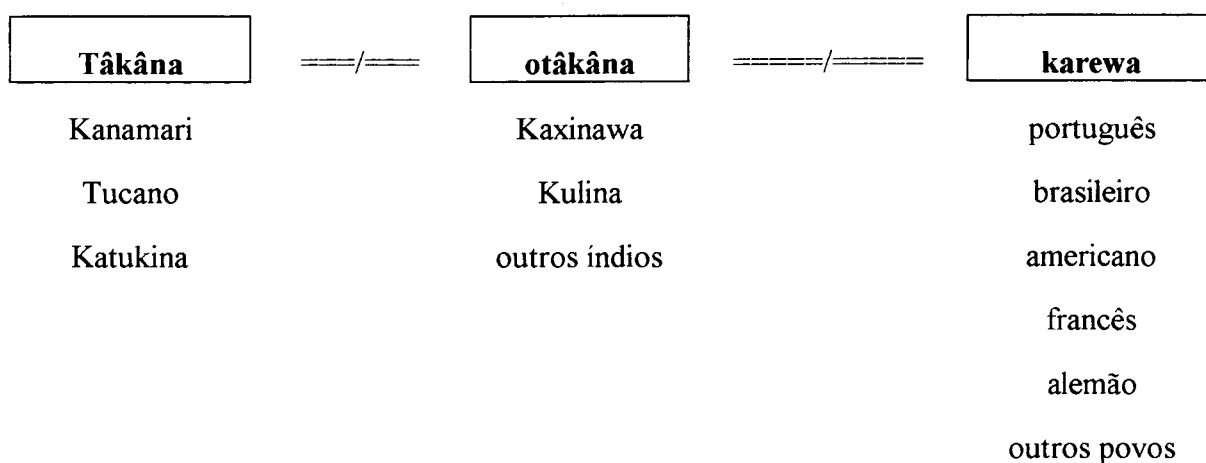 Tâkâna ===/=== otâkâna =====/===== karewa
Kanamari Kaxinawa português
Tucano Kulina brasileiro
Katukina outros índios americano
francês
alemão
outros povos